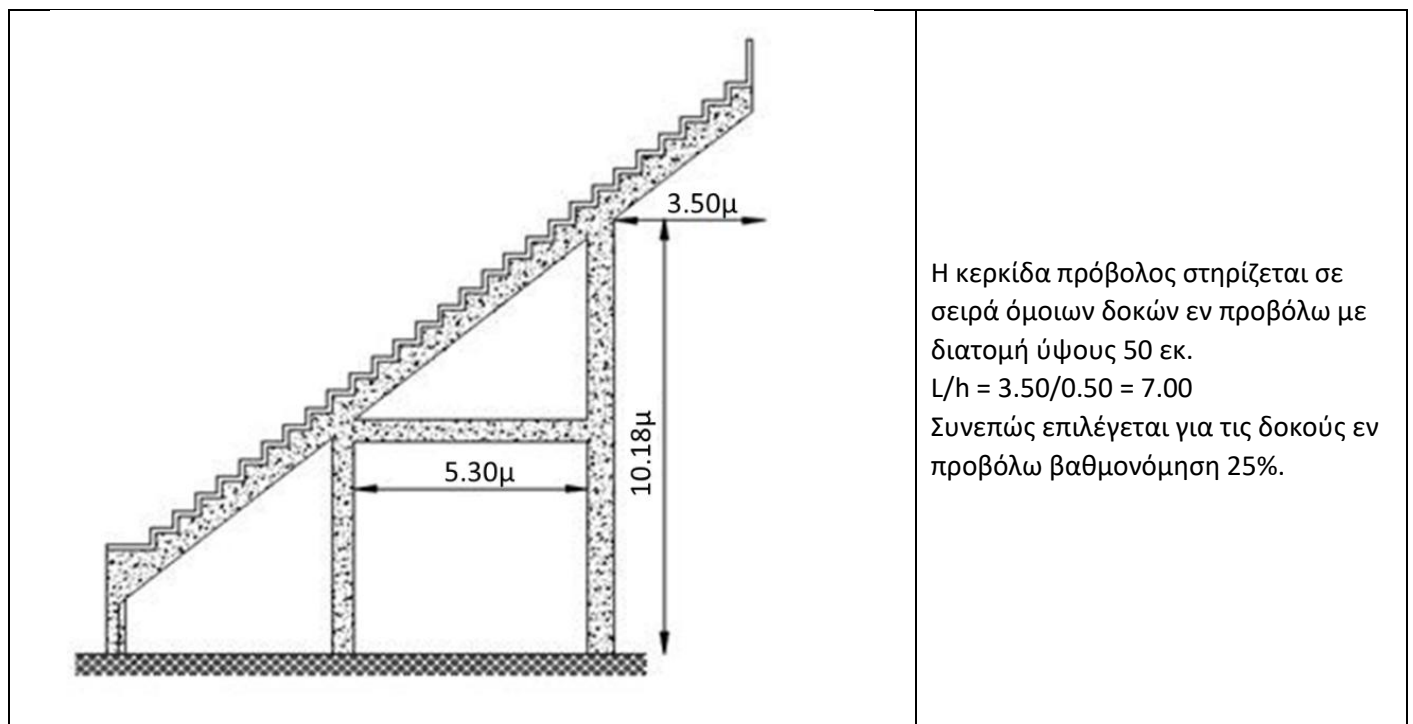 3.50μ
10.18μ
5.30μ
Η κερκίδα πρόβολος στηρίζεται σε
σειρά όμοιων δοκών εν προβόλω με
διατομή ύψους 50 εκ.
L/h = 3.50/0.50 = 7.00
Συνεπώς επιλέγεται για τις δοκούς εν
προβόλω βαθμονόμηση 25%.